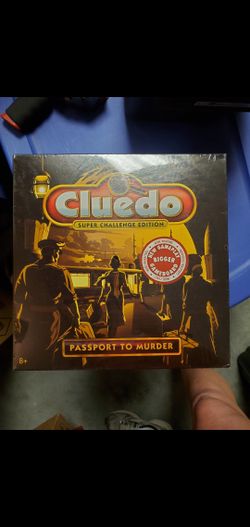 Cluedo
SUPER CHALLENGE EDITION
NEW GAMEPLAY
BIGGER
GAMEBOARD
PASSPORT TO MURDER
8+